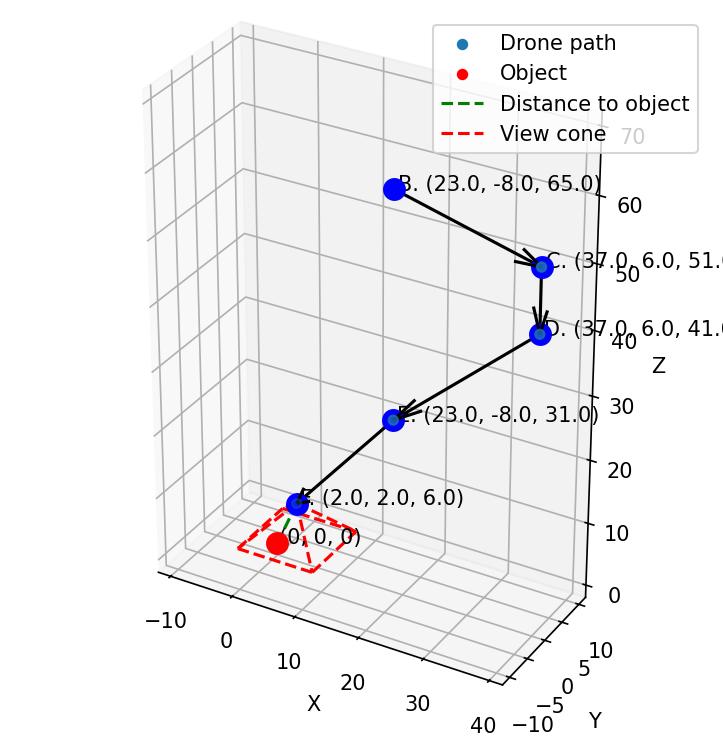 Drone path
Object
Distance to object
View cone
70
B. (23.0, -8.0, 65.0)
60
C. (37.0, 6.0, 51.0
50
D. (37.0, 6.0, 41.0
40
Z
E. (23.0, -8.0, 31.0)
30
20
(2.0, 2.0, 6.0)
10
0, 0, 0)
0
−10
0
10
20
30
40
X
−10
−5
0
5
10
Y